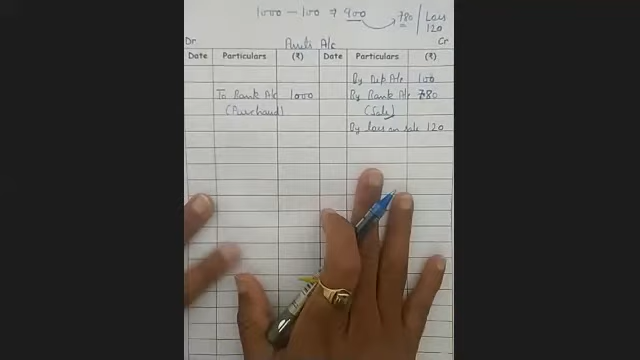 1000 - 100 → 900 780 / Loss
120
Dr. Assets A/c Cr
Date Particulars (₹) Date Particulars (₹)
By Dep A/c 100
To Bank A/c 1000 By Bank A/c 780
(Purchased) (Sale)
By loss on sale 120